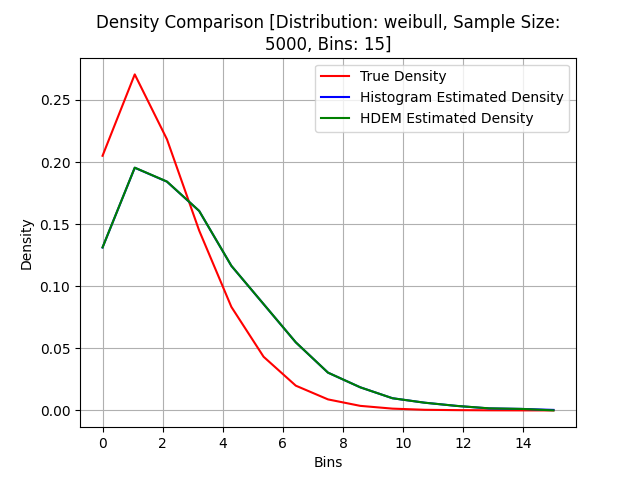 Density Comparison [Distribution: weibull, Sample Size:
5000, Bins: 15]
True Density
Histogram Estimated Density
HDEM Estimated Density
Density
0.25
0.20
0.15
0.10
0.05
0.00
0 2 4 6 8 10 12 14
Bins